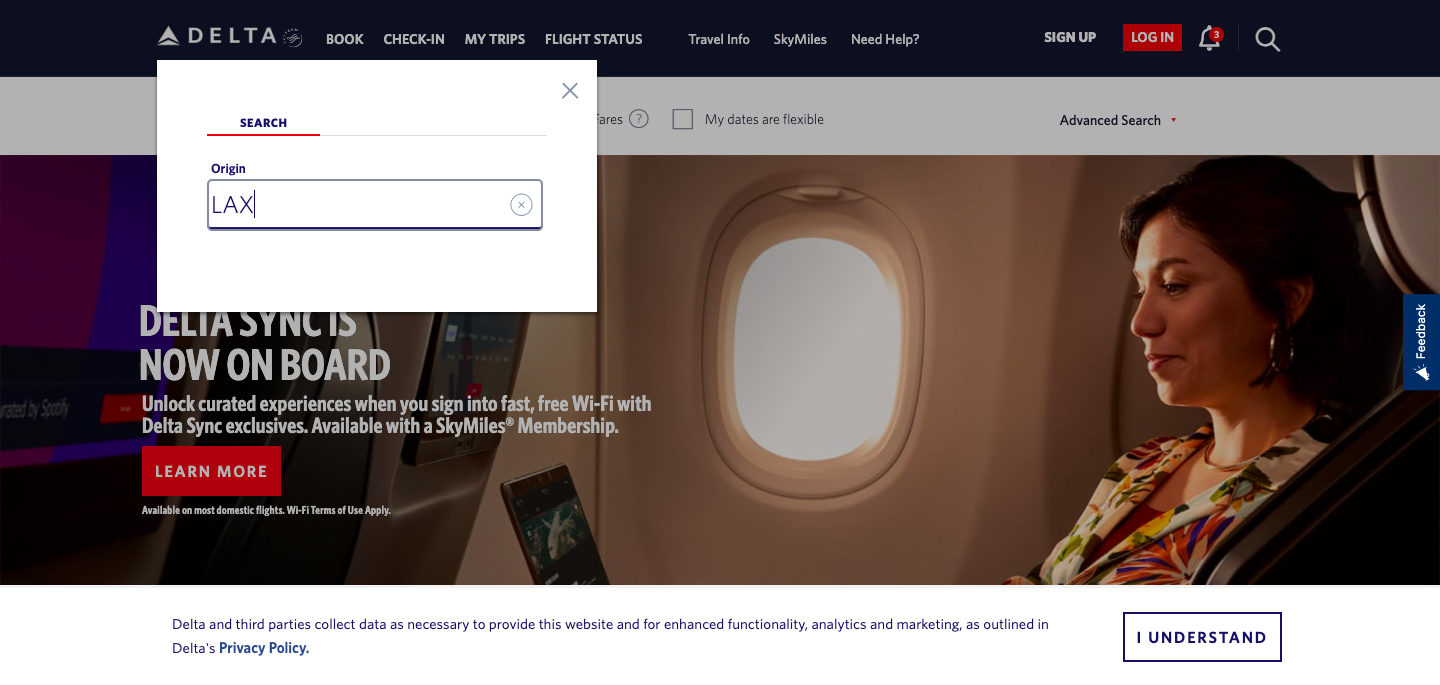 DELTA
BOOK
CHECK-IN
MY TRIPS
FLIGHT STATUS
Travel Info
SkyMiles
Need Help?
SIGN UP
LOG IN
3
SEARCH
Origin
LAX
Fares
?
My dates are flexible
Advanced Search
DELTA SYNC IS
NOW ON BOARD
Unlock curated experiences when you sign into fast, free Wi-Fi with
Delta Sync exclusives. Available with a SkyMiles® Membership.
LEARN MORE
Available on most domestic flights. Wi-Fi Terms of Use Apply.
by Spotify
Feedback
Delta and third parties collect data as necessary to provide this website and for enhanced functionality, analytics and marketing, as outlined in
Delta's Privacy Policy.
I UNDERSTAND